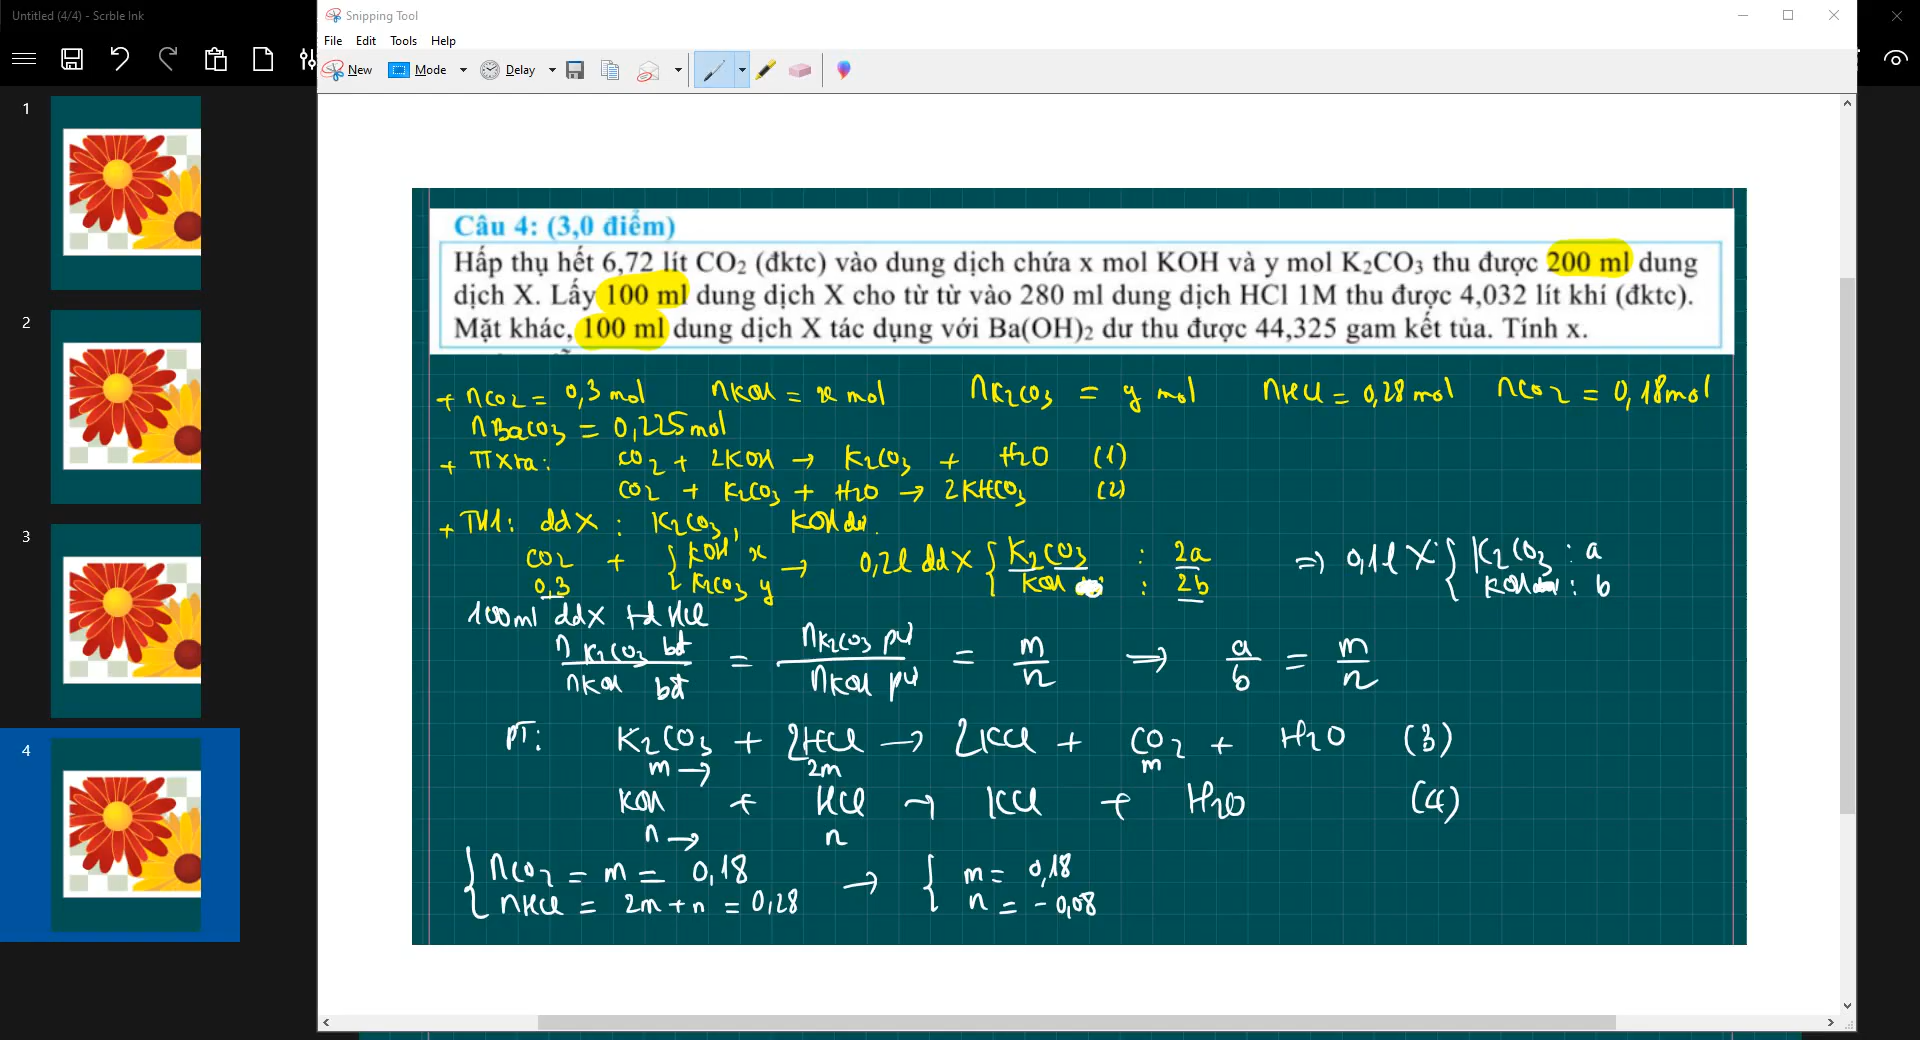 Untitled (4/4) - Scrble Ink
Snipping Tool
File Edit Tools Help
New Mode Delay
1
2
3
4
Câu 4: (3,0 điểm)
Hấp thụ hết 6,72 lít CO₂ (đktc) vào dung dịch chứa x mol KOH và y mol K₂CO₃ thu được 200 ml dung
dịch X. Lấy 100 ml dung dịch X cho từ từ vào 280 ml dung dịch HCl 1M thu được 4,032 lít khí (đktc).
Mặt khác, 100 ml dung dịch X tác dụng với Ba(OH)₂ dư thu được 44,325 gam kết tủa. Tính x.
+ nCO₂ = 0,3 mol nKOH = x mol nK₂CO₃ = y mol nHCl = 0,28 mol nCO₂ = 0,18 mol
nBaCO₃ = 0,225 mol
+ PTXra: CO₂ + 2KOH → K₂CO₃ + H₂O (1)
CO₂ + K₂CO₃ + H₂O → 2KHCO₃ (2)
+ TH1: ddX : K₂CO₃, KOH dư.
CO₂ + { KOH x → 0,2l ddX { K₂CO₃ : 2a ⇒ 0,1l X { K₂CO₃ : a
0,3 K₂CO₃ y KOH : 2b KOH : b
100ml ddX td HCl
nK₂CO₃ bđ / nKOH bđ = nK₂CO₃ pư / nKOH pư = m / n → a / b = m / n
PT: K₂CO₃ + 2HCl → 2KCl + CO₂ + H₂O (3)
m → 2m m
KOH + HCl → KCl + H₂O (4)
n → n
{ nCO₂ = m = 0,18 → { m = 0,18
nHCl = 2m + n = 0,28 n = -0,08